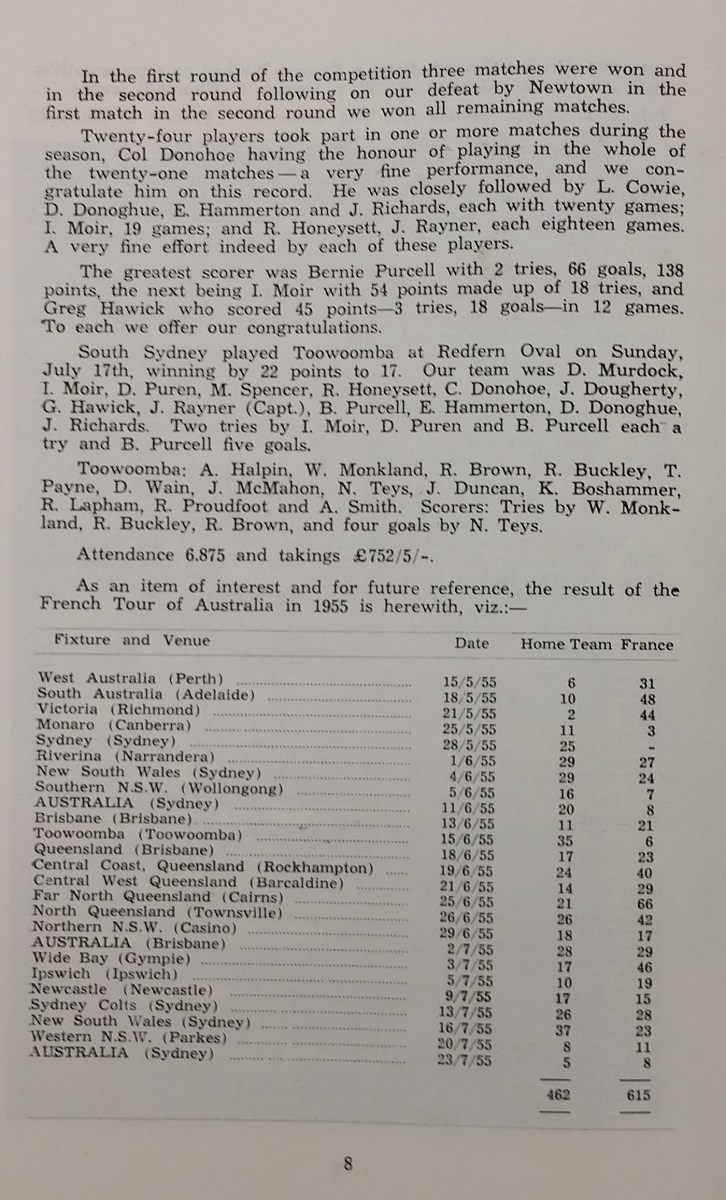 In the first round of the competition three matches were won and
in the second round following on our defeat by Newtown in the
first match in the second round we won all remaining matches.
Twenty-four players took part in one or more matches during the
season, Col Donohoe having the honour of playing in the whole of
the twenty-one matches — a very fine performance, and we con-
gratulate him on this record. He was closely followed by L. Cowie,
D. Donoghue, E. Hammerton and J. Richards, each with twenty games;
I. Moir, 19 games; and R. Honeysett, J. Rayner, each eighteen games.
A very fine effort indeed by each of these players.
The greatest scorer was Bernie Purcell with 2 tries, 66 goals, 138
points, the next being I. Moir with 54 points made up of 18 tries, and
Greg Hawick who scored 45 points—3 tries, 18 goals—in 12 games.
To each we offer our congratulations.
South Sydney played Toowoomba at Redfern Oval on Sunday,
July 17th, winning by 22 points to 17. Our team was D. Murdock,
I. Moir, D. Puren, M. Spencer, R. Honeysett, C. Donohoe, J. Dougherty,
G. Hawick, J. Rayner (Capt.), B. Purcell, E. Hammerton, D. Donoghue,
J. Richards. Two tries by I. Moir, D. Puren and B. Purcell each a
try and B. Purcell five goals.
Toowoomba: A. Halpin, W. Monkland, R. Brown, R. Buckley, T.
Payne, D. Wain, J. McMahon, N. Teys, J. Duncan, K. Boshammer,
R. Lapham, R. Proudfoot and A. Smith. Scorers: Tries by W. Monk-
land, R. Buckley, R. Brown, and four goals by N. Teys.
Attendance 6.875 and takings £752/5/-.
As an item of interest and for future reference, the result of the
French Tour of Australia in 1955 is herewith, viz.:—
Fixture and Venue Date Home Team France
West Australia (Perth) 15/5/55 6 31
South Australia (Adelaide) 18/5/55 10 48
Victoria (Richmond) 21/5/55 2 44
Monaro (Canberra) 25/5/55 11 3
Sydney (Sydney) 28/5/55 25 -
Riverina (Narrandera) 1/6/55 29 27
New South Wales (Sydney) 4/6/55 29 24
Southern N.S.W. (Wollongong) 5/6/55 16 7
AUSTRALIA (Sydney) 11/6/55 20 8
Brisbane (Brisbane) 13/6/55 11 21
Toowoomba (Toowoomba) 15/6/55 35 6
Queensland (Brisbane) 18/6/55 17 23
Central Coast, Queensland (Rockhampton) 19/6/55 24 40
Central West Queensland (Barcaldine) 21/6/55 14 29
Far North Queensland (Cairns) 25/6/55 21 66
North Queensland (Townsville) 26/6/55 26 42
Northern N.S.W. (Casino) 29/6/55 18 17
AUSTRALIA (Brisbane) 2/7/55 28 29
Wide Bay (Gympie) 3/7/55 17 46
Ipswich (Ipswich) 5/7/55 10 19
Newcastle (Newcastle) 9/7/55 17 15
Sydney Colts (Sydney) 13/7/55 26 28
New South Wales (Sydney) 16/7/55 37 23
Western N.S.W. (Parkes) 20/7/55 8 11
AUSTRALIA (Sydney) 23/7/55 5 8
462 615
8